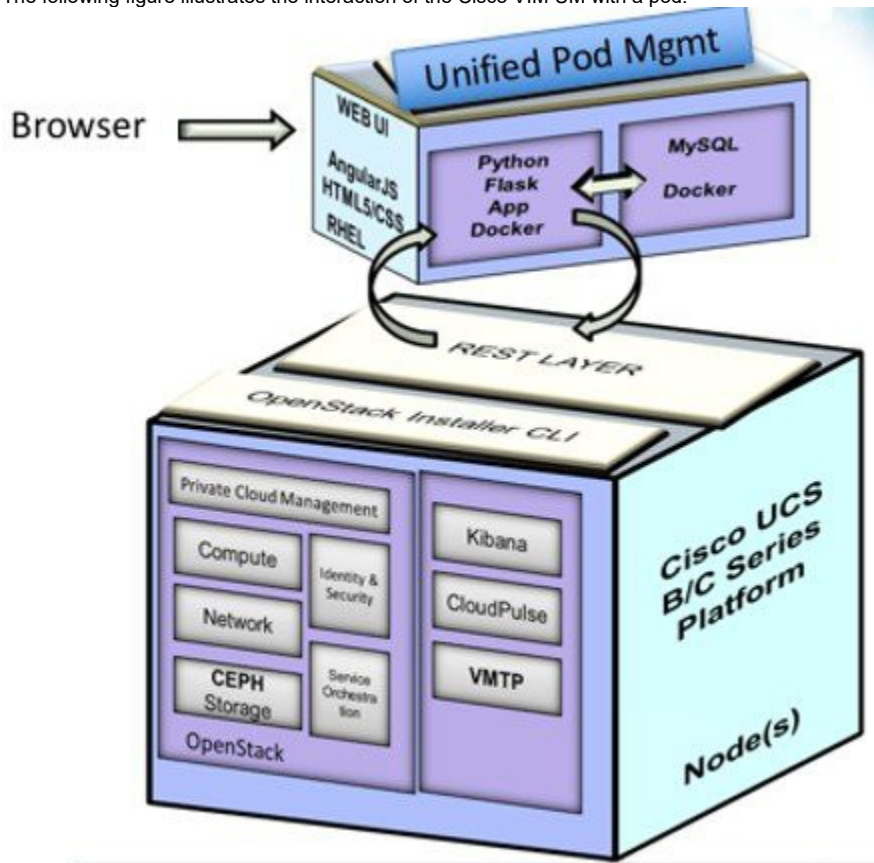 The following figure illustrates the interaction of the Cisco VIM UM with a pod.
Unified Pod Mgmt
Browser
WEB UI
AngularJS
HTML5/CSS
RHEL
Python
Flask
App
Docker
MySQL
Docker
REST LAYER
OpenStack Installer CLI
Private Cloud Management
Compute
Identity &
Security
Network
CEPH
Storage
Service
Orchestra
tion
OpenStack
Kibana
CloudPulse
VMTP
Cisco UCS
B/C Series
Platform
Node(s)